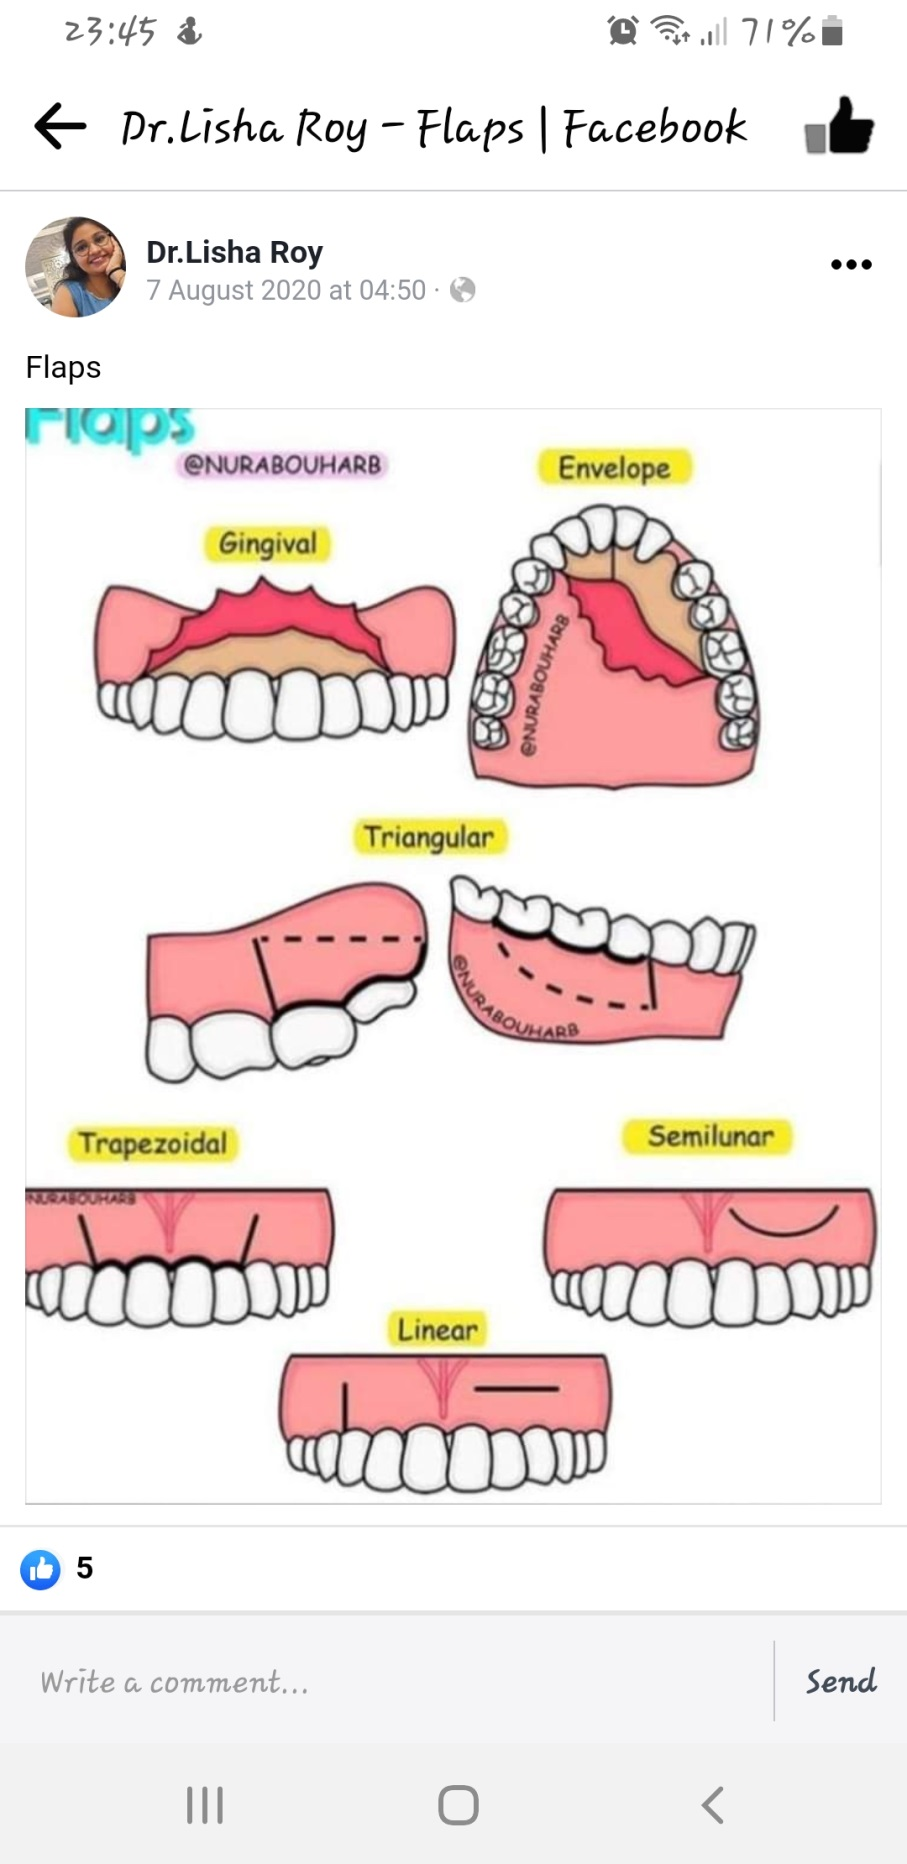 23:45
71%
Dr.Lisha Roy – Flaps | Facebook
Dr.Lisha Roy
7 August 2020 at 04:50 ·
Flaps
Flaps
@NURABOUHARB
Envelope
Gingival
@NURABOUHARB
Triangular
@NURABOUHARB
Trapezoidal
Semilunar
NURABOUHARB
Linear
5
Write a comment...
Send